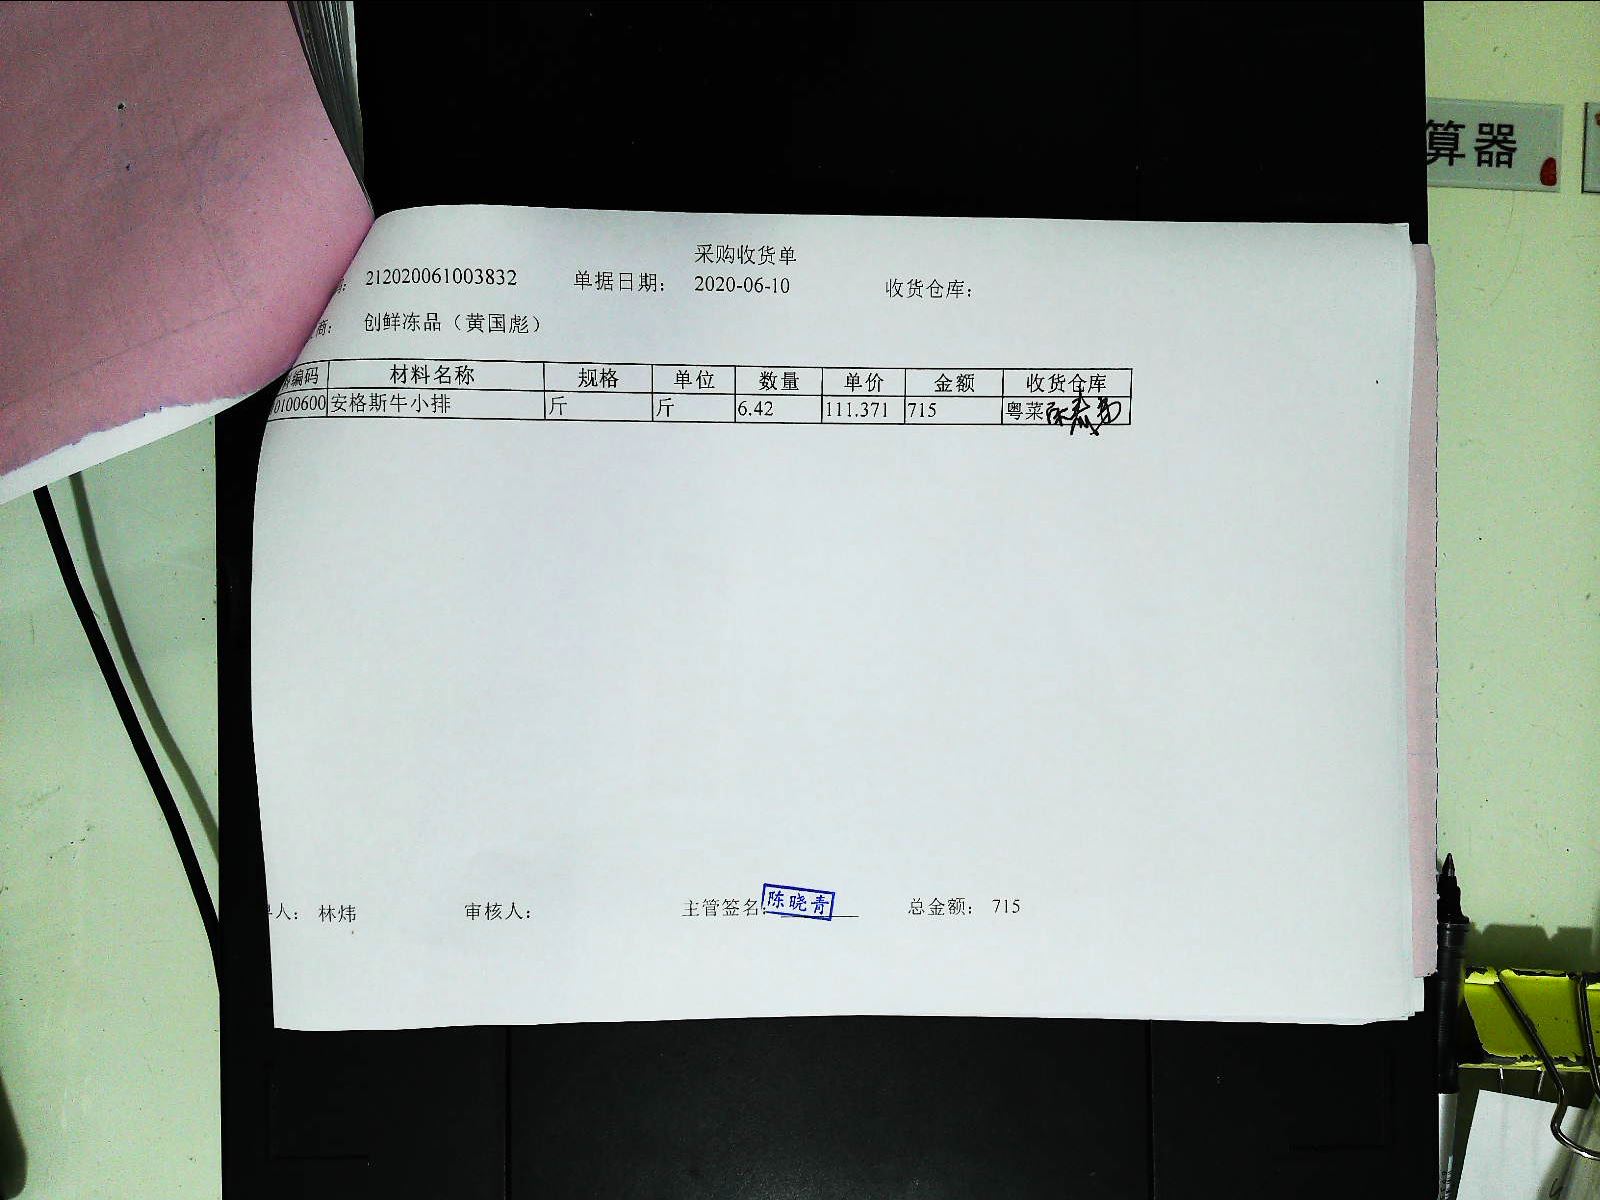 算器
采购收货单
212020061003832 单据日期： 2020-06-10 收货仓库：
商： 创鲜冻品（黄国彪）
编码 材料名称 规格 单位 数量 单价 金额 收货仓库
0100600 安格斯牛小排 斤 斤 6.42 111.371 715 粤菜
人： 林炜 审核人： 主管签名： 陈晓青 总金额： 715